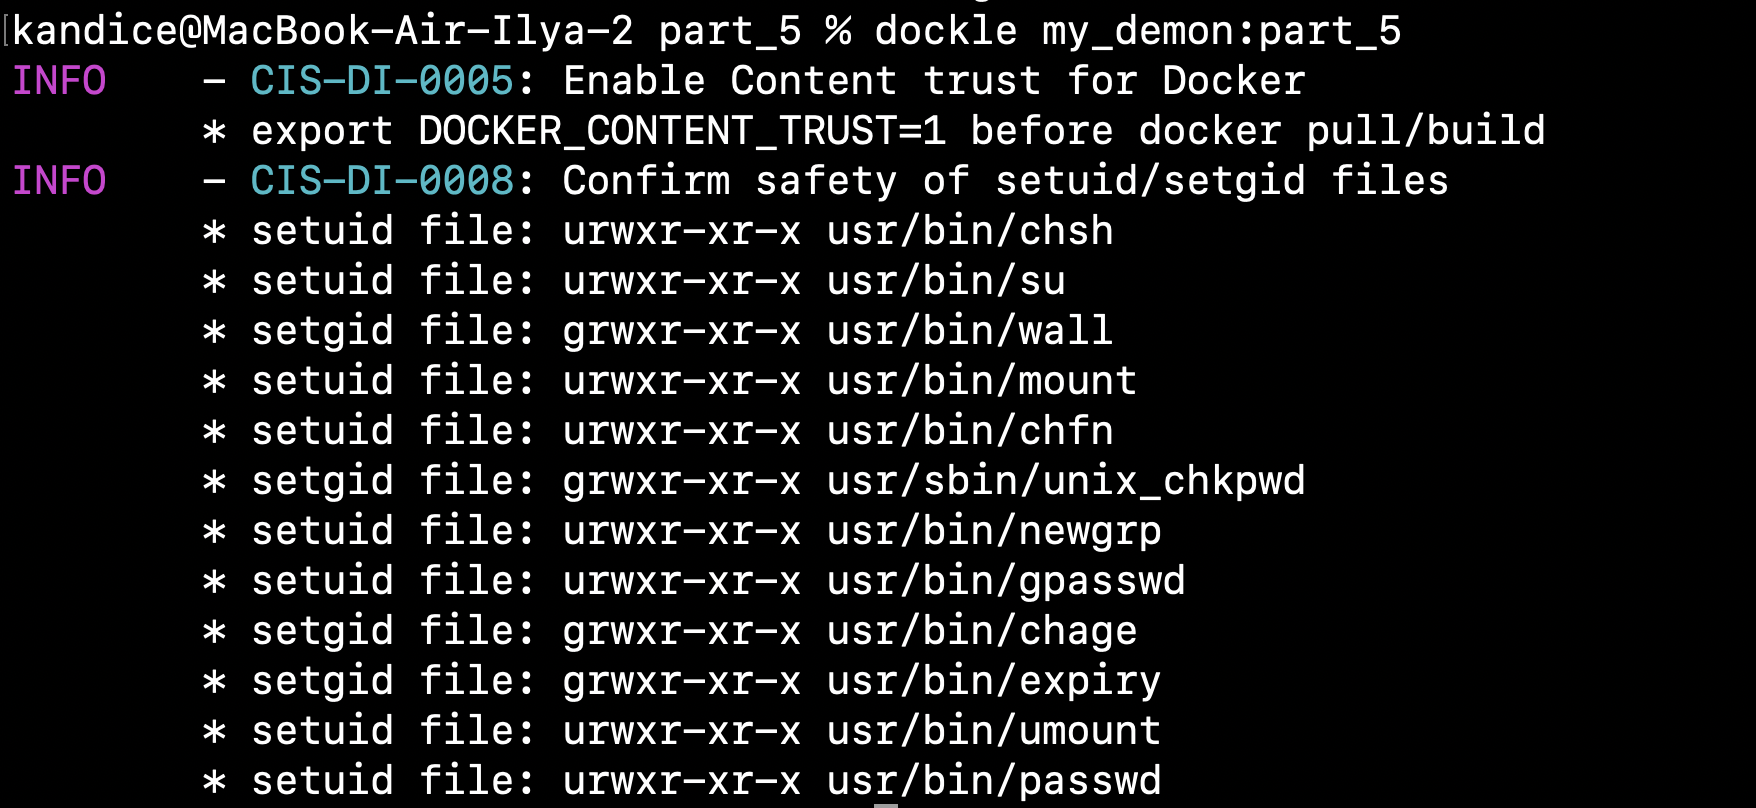 [kandice@MacBook-Air-Ilya-2 part_5 % dockle my_demon:part_5
INFO    - CIS-DI-0005: Enable Content trust for Docker
        * export DOCKER_CONTENT_TRUST=1 before docker pull/build
INFO    - CIS-DI-0008: Confirm safety of setuid/setgid files
        * setuid file: urwxr-xr-x usr/bin/chsh
        * setuid file: urwxr-xr-x usr/bin/su
        * setgid file: grwxr-xr-x usr/bin/wall
        * setuid file: urwxr-xr-x usr/bin/mount
        * setuid file: urwxr-xr-x usr/bin/chfn
        * setgid file: grwxr-xr-x usr/sbin/unix_chkpwd
        * setuid file: urwxr-xr-x usr/bin/newgrp
        * setuid file: urwxr-xr-x usr/bin/gpasswd
        * setgid file: grwxr-xr-x usr/bin/chage
        * setgid file: grwxr-xr-x usr/bin/expiry
        * setuid file: urwxr-xr-x usr/bin/umount
        * setuid file: urwxr-xr-x usr/bin/passwd